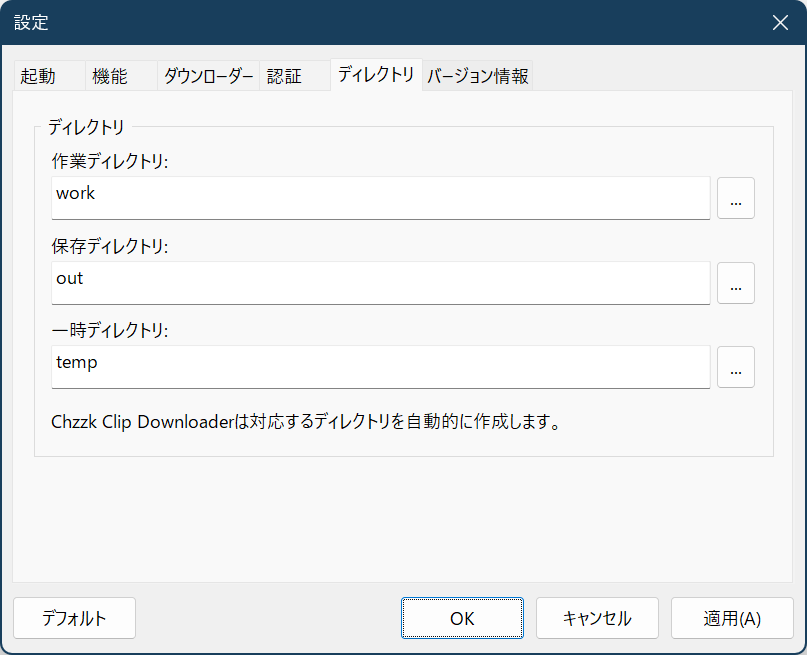 設定
起動 機能 ダウンローダー 認証 ディレクトリ バージョン情報
ディレクトリ
作業ディレクトリ:
work
...
保存ディレクトリ:
out
...
一時ディレクトリ:
temp
...
Chzzk Clip Downloaderは対応するディレクトリを自動的に作成します。
デフォルト OK キャンセル 適用(A)